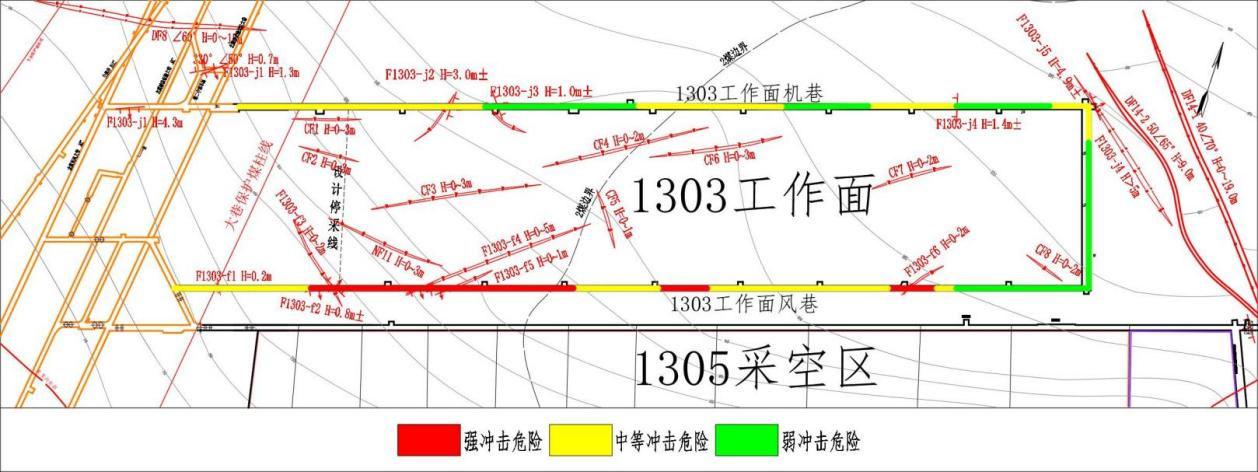 DF8 ∠60° H=0~1
330° ∠50° H=0.7m
F1303-j1 H=1.3m
F1303-j1 H=4.3m
F1303-j2 H=3.0m±
F1303-j3 H=1.0m±
2煤边界
1303工作面机巷
F1303-j4 H=1.4m±
F1303-j5 H=4.9m±
DF14-2 50∠65° H=9.0m
DF14-1 40∠70° H=0~19.0m
F1303-j4 H>5m
CF1 H=0~3m
CF2 H=0~3m
CF3 H=0~3m
CF4 H=0~2m
CF6 H=0~3m
CF7 H=0~2m
大巷保护煤柱线
设计停采线
2煤边界
CF5 H=0~1m
1303工作面
F1303-f3 H=0~2m
NF11 H=0~3m
F1303-f4 H=0~5m
F1303-f5 H=0~1m
F1303-f6 H=0~2m
CF8 H=0~2m
F1303-f1 H=0.2m
F1303-f2 H=0.8m±
1303工作面风巷
1305采空区
强冲击危险
中等冲击危险
弱冲击危险